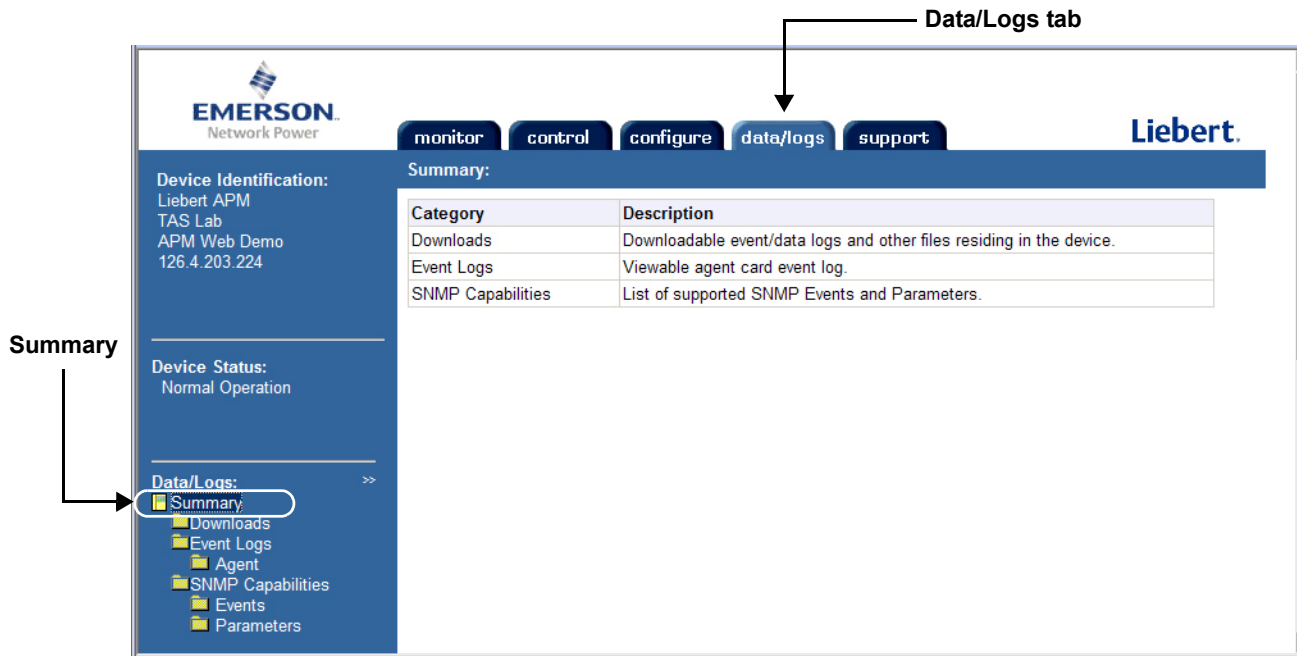 Data/Logs tab
EMERSON.
Network Power
monitor control configure data/logs support
Liebert.
Device Identification:
Liebert APM
TAS Lab
APM Web Demo
126.4.203.224
Summary:
Category Description
Downloads Downloadable event/data logs and other files residing in the device.
Event Logs Viewable agent card event log.
SNMP Capabilities List of supported SNMP Events and Parameters.
Summary
Device Status:
Normal Operation
Data/Logs: >>
Summary
Downloads
Event Logs
Agent
SNMP Capabilities
Events
Parameters